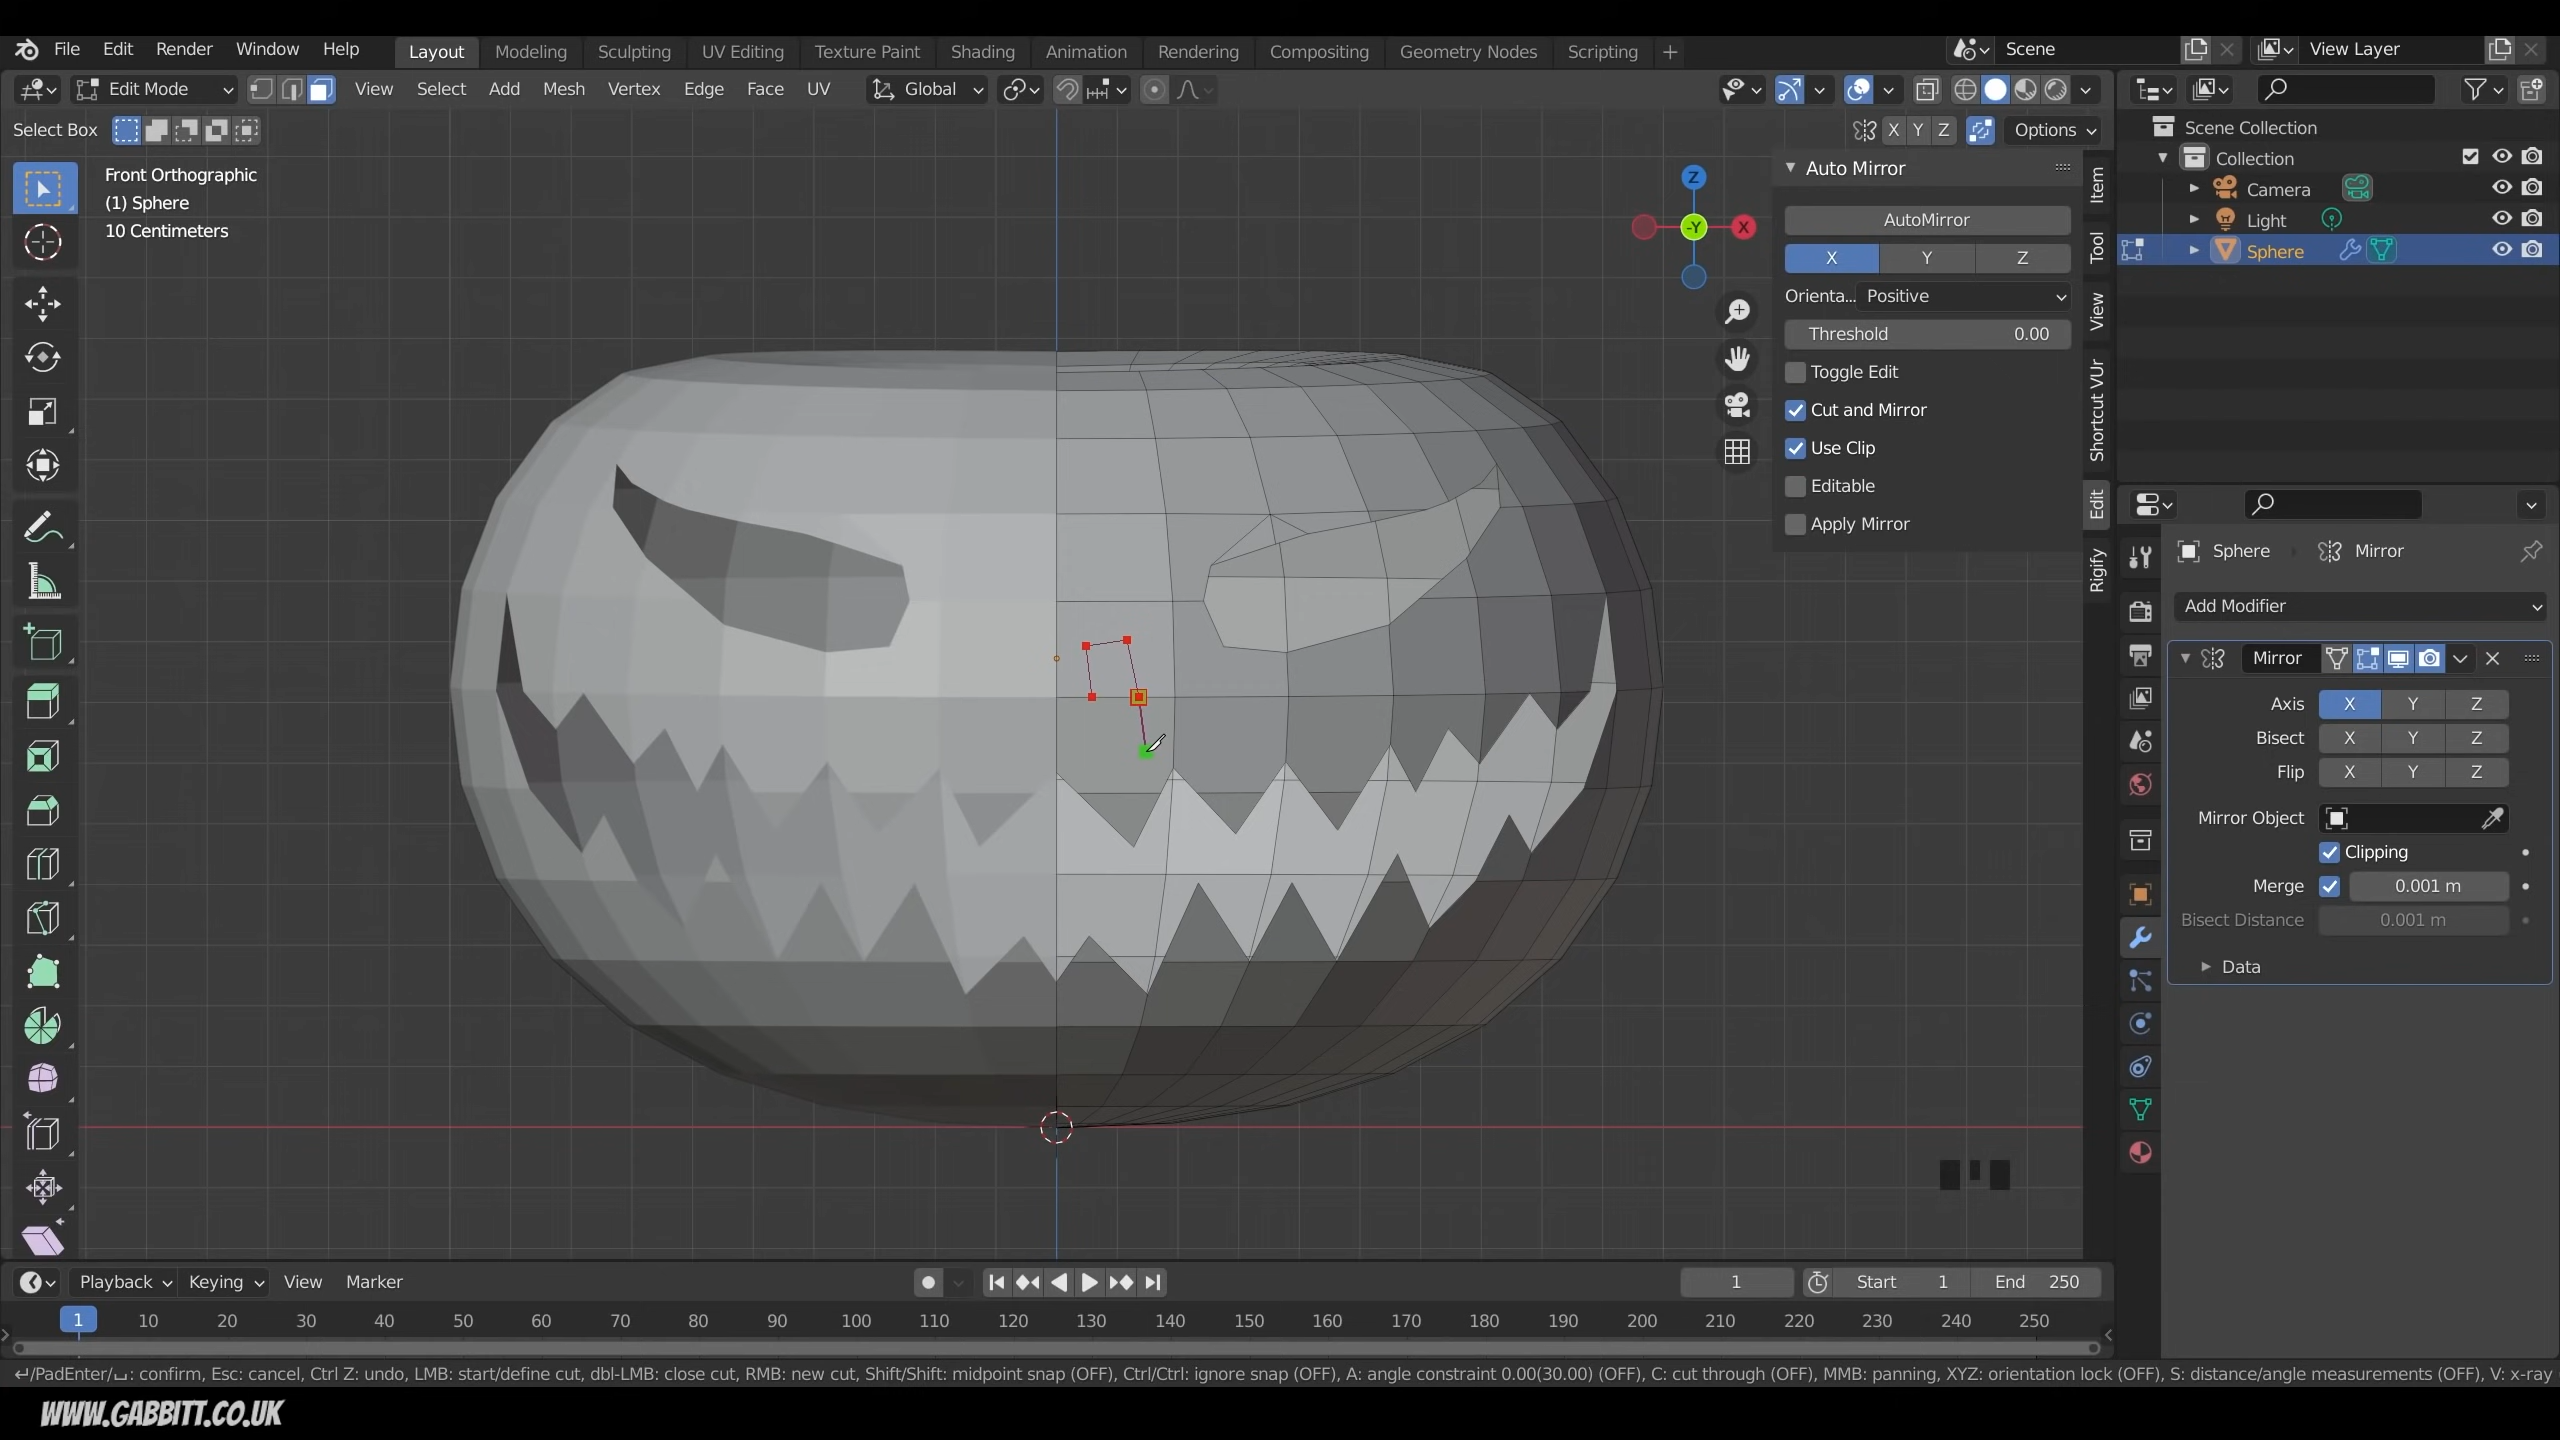 File Edit Render Window Help Layout Modeling Sculpting UV Editing Texture Paint Shading Animation Rendering Compositing Geometry Nodes Scripting + Scene View Layer
Edit Mode View Select Add Mesh Vertex Edge Face UV Global
Select Box X Y Z Options
Front Orthographic
(1) Sphere
10 Centimeters
Z
-Y
X
Auto Mirror
AutoMirror
X Y Z
Orienta... Positive
Threshold 0.00
Toggle Edit
Cut and Mirror
Use Clip
Editable
Apply Mirror
Item
Tool
View
Shortcut VUr
Edit
Rigify
Scene Collection
Collection
Camera
Light
Sphere
Sphere Mirror
Add Modifier
Mirror
Axis X Y Z
Bisect X Y Z
Flip X Y Z
Mirror Object
Clipping
Merge 0.001 m
Bisect Distance 0.001 m
Data
Playback Keying View Marker 1 Start 1 End 250
1 10 20 30 40 50 60 70 80 90 100 110 120 130 140 150 160 170 180 190 200 210 220 230 240 250
↵/PadEnter/␣: confirm, Esc: cancel, Ctrl Z: undo, LMB: start/define cut, dbl-LMB: close cut, RMB: new cut, Shift/Shift: midpoint snap (OFF), Ctrl/Ctrl: ignore snap (OFF), A: angle constraint 0.00(30.00) (OFF), C: cut through (OFF), MMB: panning, XYZ: orientation lock (OFF), S: distance/angle measurements (OFF), V: x-ray
WWW.GABBITT.CO.UK